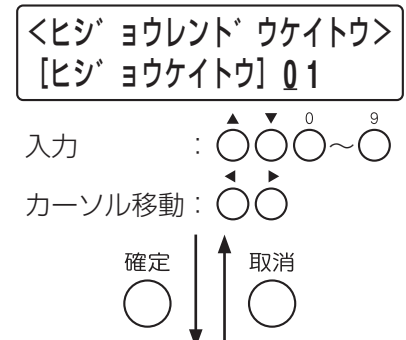 <ヒジョウレンドウケイトウ>
[ヒジョウケイトウ] 01
▲ ▼ 0 9
入力 : ～
◀ ▶
カーソル移動:
確定 取消